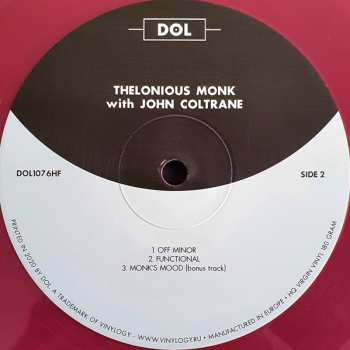 DOL
THELONIOUS MONK
with JOHN COLTRANE
DOL1076HF
SIDE 2
1. OFF MINOR
2. FUNCTIONAL
3. MONK'S MOOD (bonus track)
PRINTED IN 2020 BY DOL, A TRADEMARK OF VINYLOGY - WWW.VINYLOGY.RU • MANUFACTURED IN EUROPE • HQ VIRGIN VINYL 180 GRAM